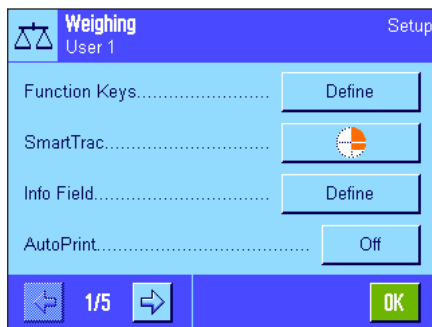 Weighing
Setup
User 1
Function Keys........................ Define
SmartTrac..............................
Info Field............................... Define
AutoPrint...................................... Off
1/5
OK